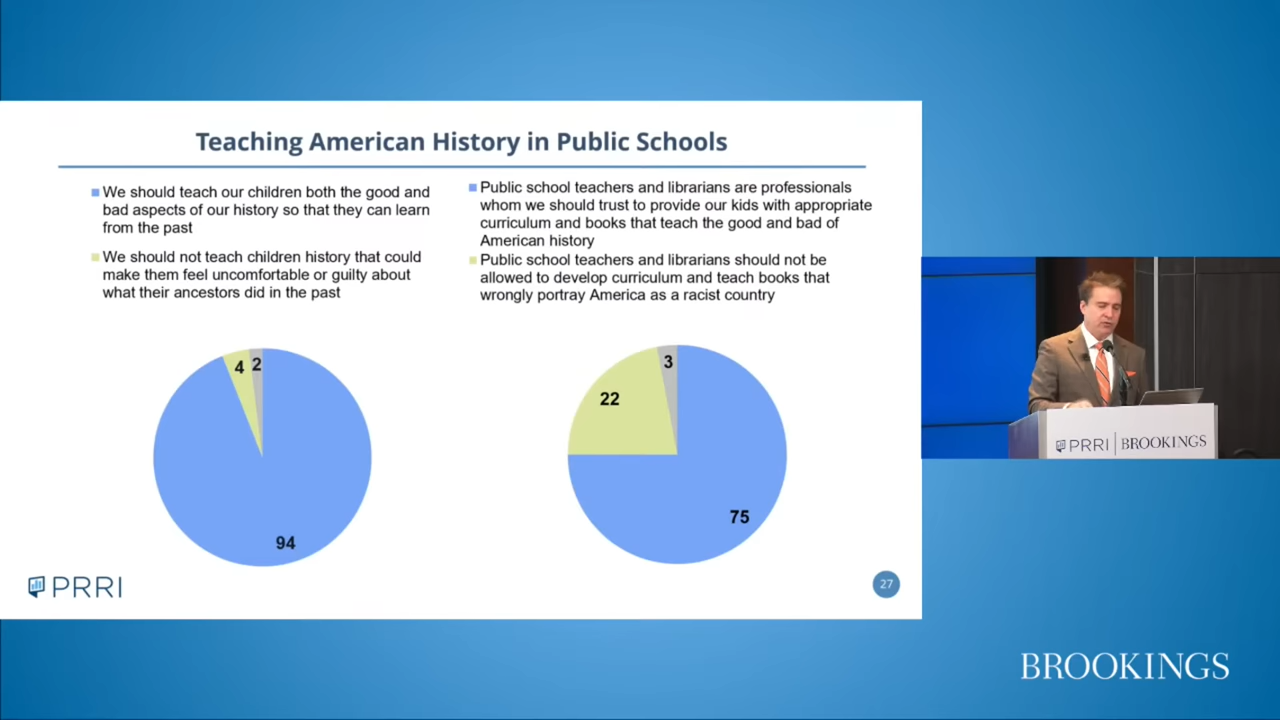 Teaching American History in Public Schools
We should teach our children both the good and
bad aspects of our history so that they can learn
from the past
We should not teach children history that could
make them feel uncomfortable or guilty about
what their ancestors did in the past
Public school teachers and librarians are professionals
whom we should trust to provide our kids with appropriate
curriculum and books that teach the good and bad of
American history
Public school teachers and librarians should not be
allowed to develop curriculum and teach books that
wrongly portray America as a racist country
4 2
94
3
22
75
PRRI
27
PRRI | BROOKINGS
BROOKINGS